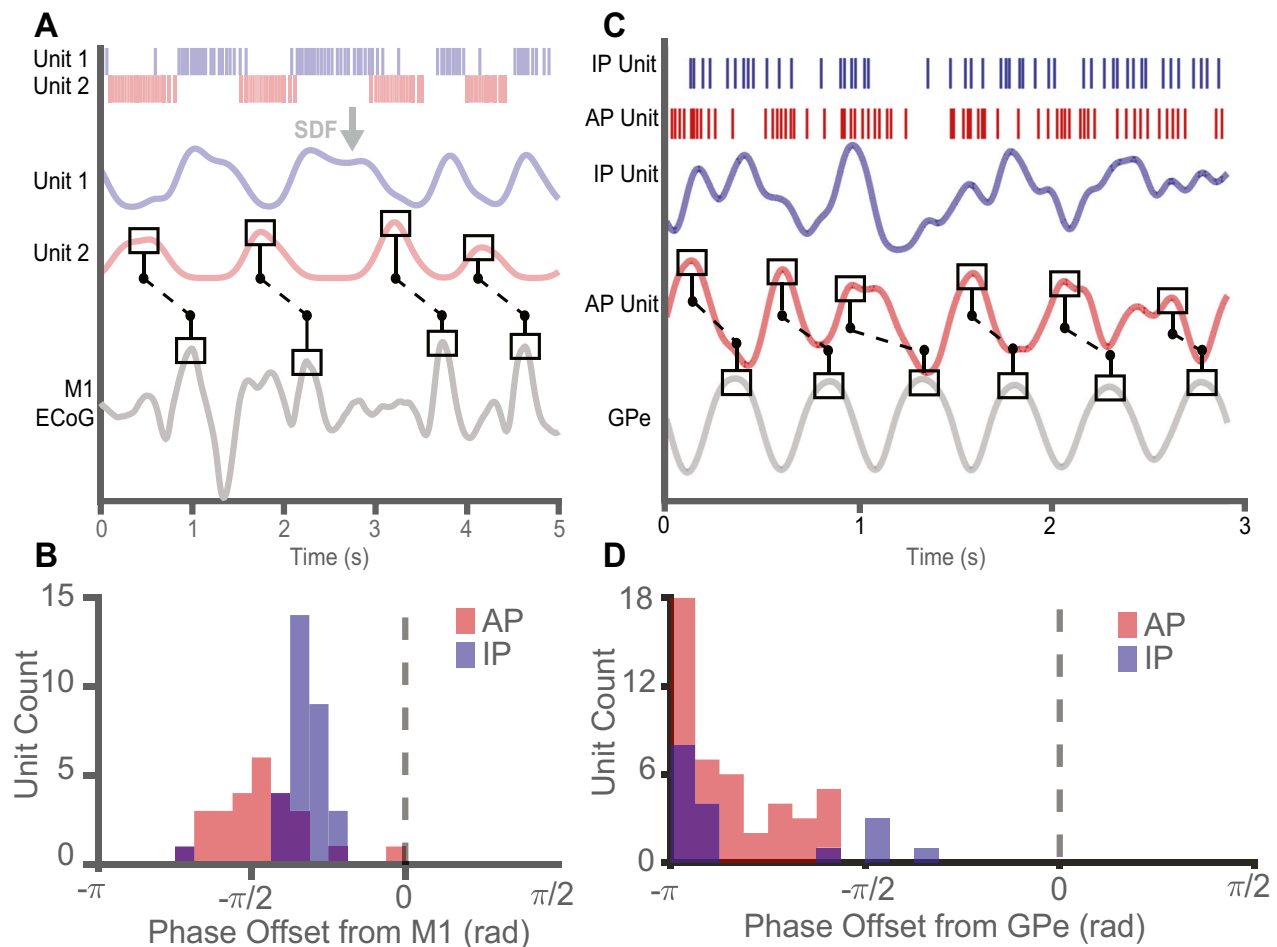 A
Unit 1
Unit 2
SDF
Unit 1
Unit 2
M1
ECoG
0 1 2 3 4 5
Time (s)
C
IP Unit
AP Unit
IP Unit
AP Unit
GPe
0 1 2 3
Time (s)
B
15
10
5
0
Unit Count
AP
IP
-π -π/2 0 π/2
Phase Offset from M1 (rad)
D
18
12
6
0
Unit Count
AP
IP
-π -π/2 0 π/2
Phase Offset from GPe (rad)